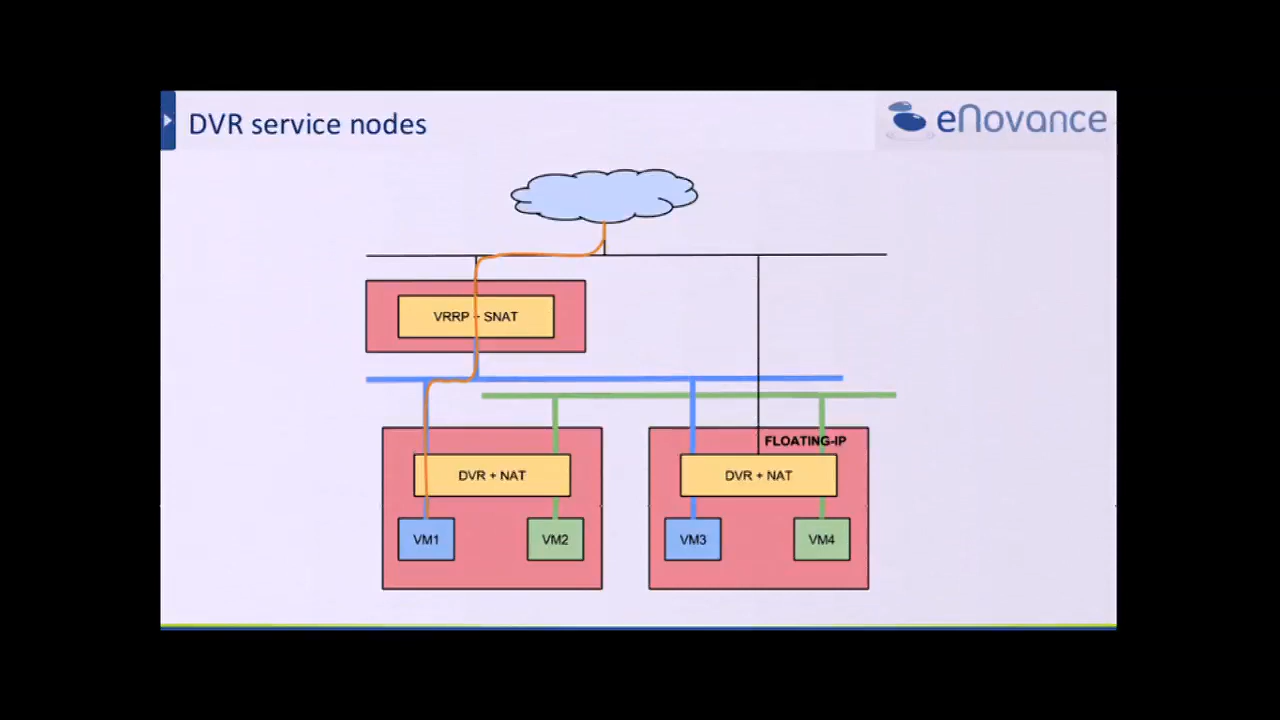 DVR service nodes
eNovance
VRRP + SNAT
FLOATING-IP
DVR + NAT
DVR + NAT
VM1
VM2
VM3
VM4